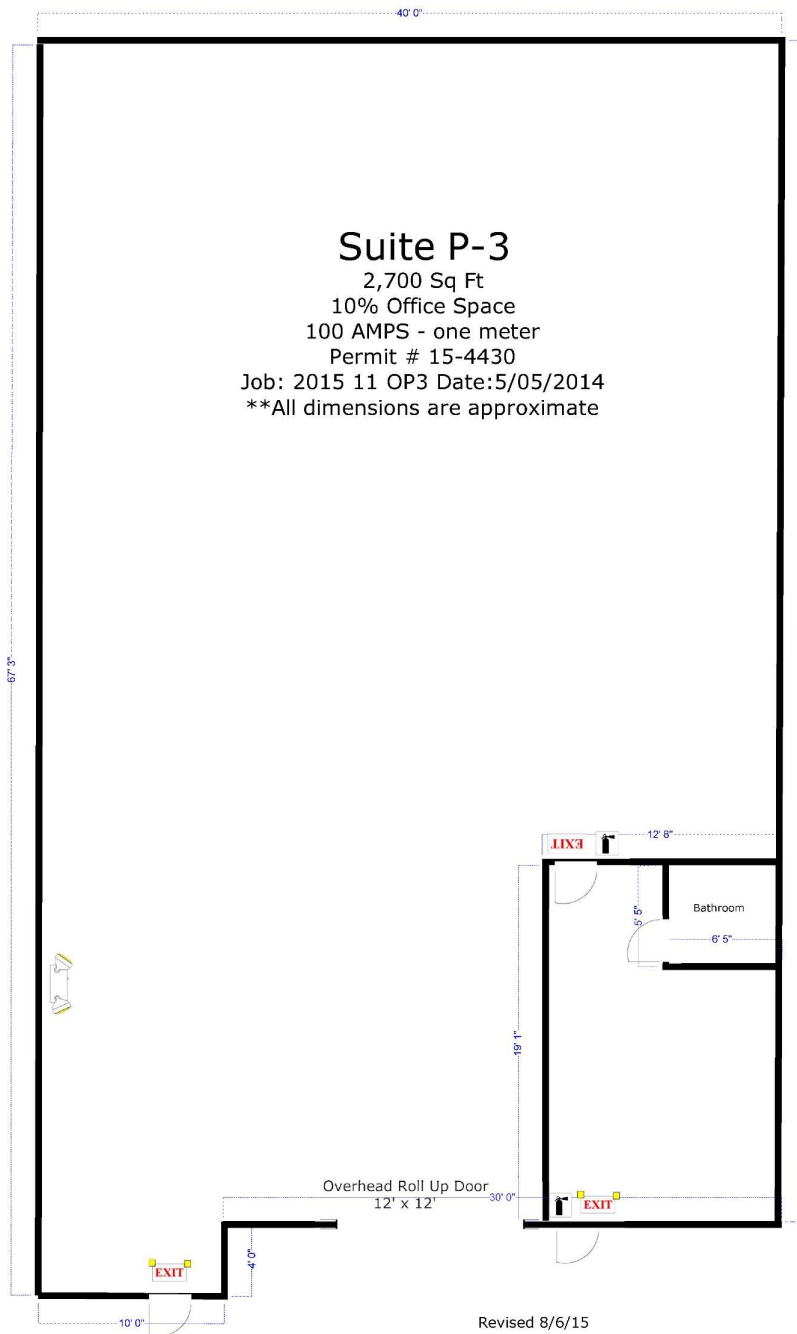 40' 0"
Suite P-3
2,700 Sq Ft
10% Office Space
100 AMPS - one meter
Permit # 15-4430
Job: 2015 11 OP3 Date:5/05/2014
**All dimensions are approximate
67' 3"
12' 8"
EXIT
Bathroom
5' 5"
6' 5"
19' 1"
Overhead Roll Up Door
12' x 12'
30' 0"
EXIT
4' 0"
EXIT
10' 0"
Revised 8/6/15